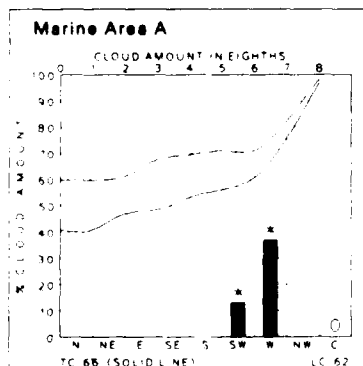 Marine Area A
CLOUD AMOUNT IN EIGHTHS
0 1 2 3 4 5 6 7 8
100
90
80
70
60
50
40
30
20
10
0
% CLOUD AMOUNT
* *
0
N NE E SE S SW W NW C
TC 66 (SOLID LINE) LC 62